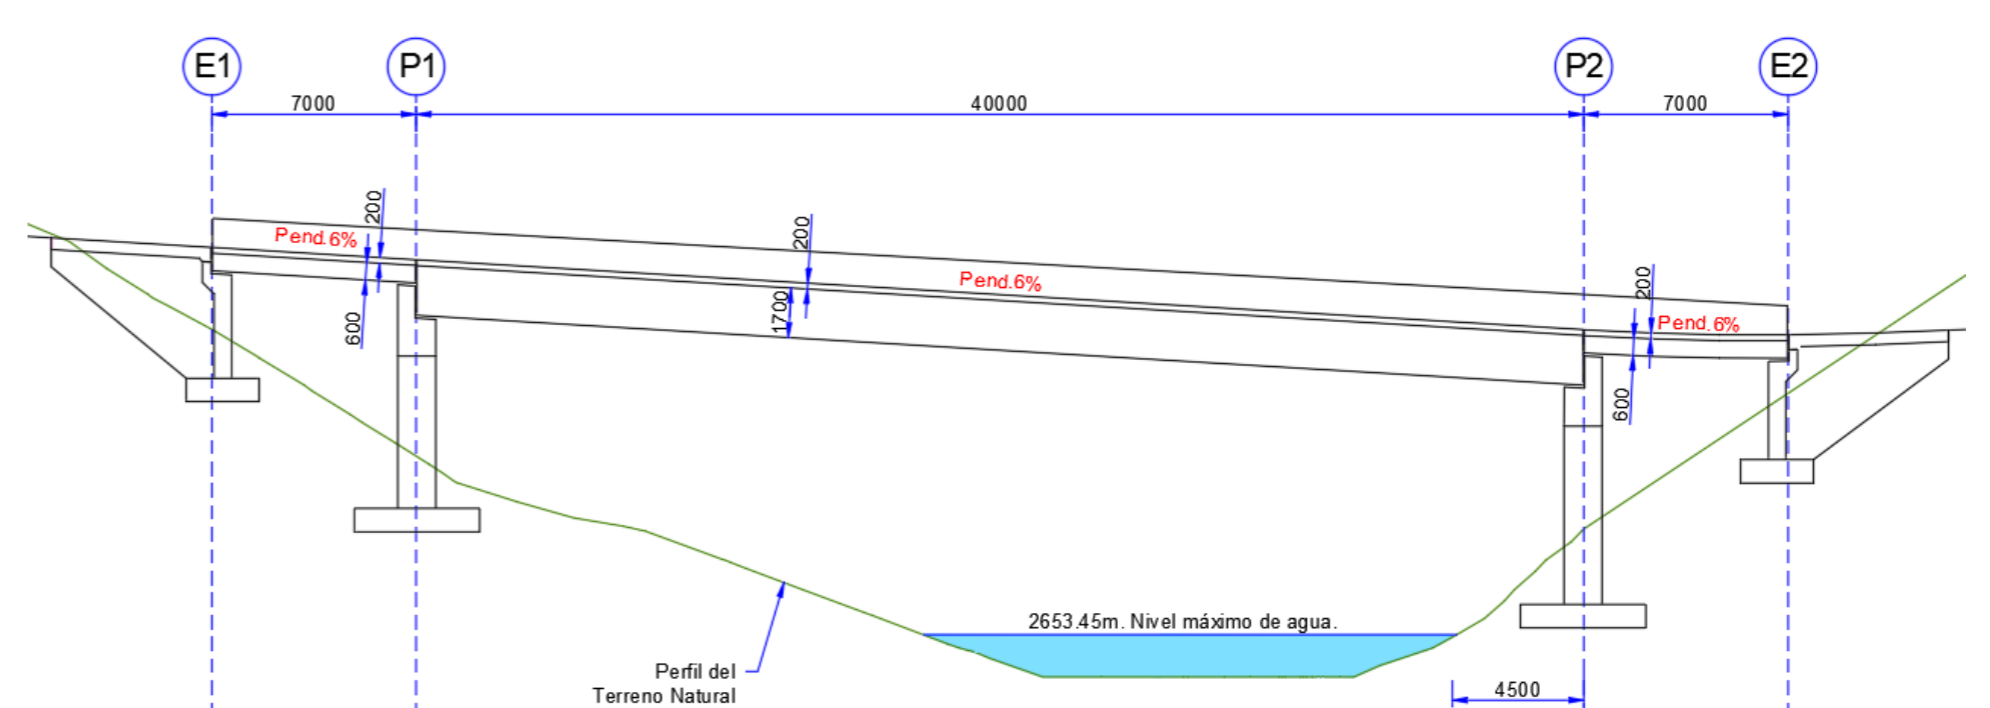 E1
P1
P2
E2
7000
40000
7000
200
Pend.6%
600
200
Pend.6%
1700
200
Pend.6%
600
2653.45m. Nivel máximo de agua.
Perfil del
Terreno Natural
4500